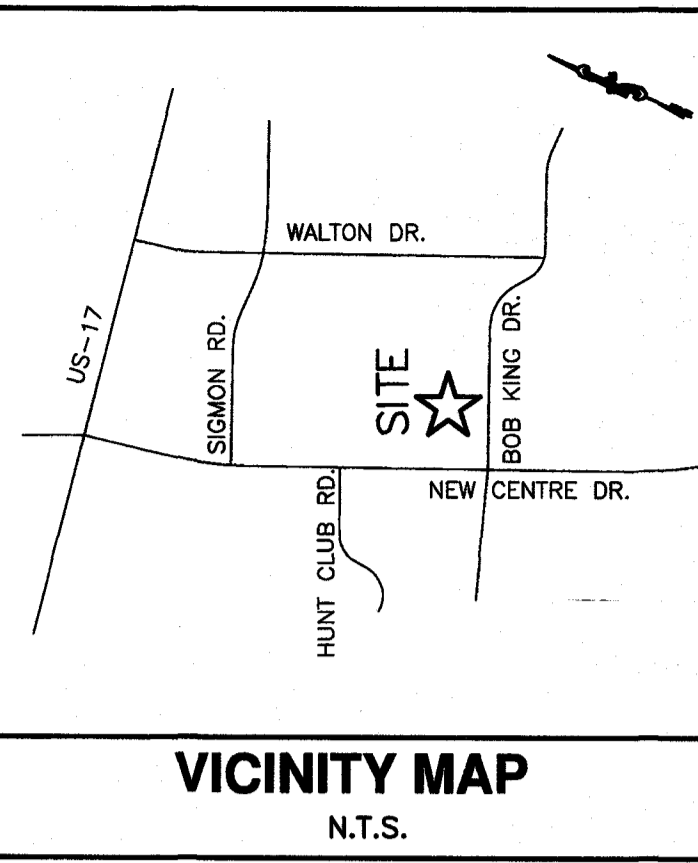 WALTON DR.
US-17
SIGMON RD.
SITE
BOB KING DR.
NEW CENTRE DR.
HUNT CLUB RD.
VICINITY MAP
N.T.S.